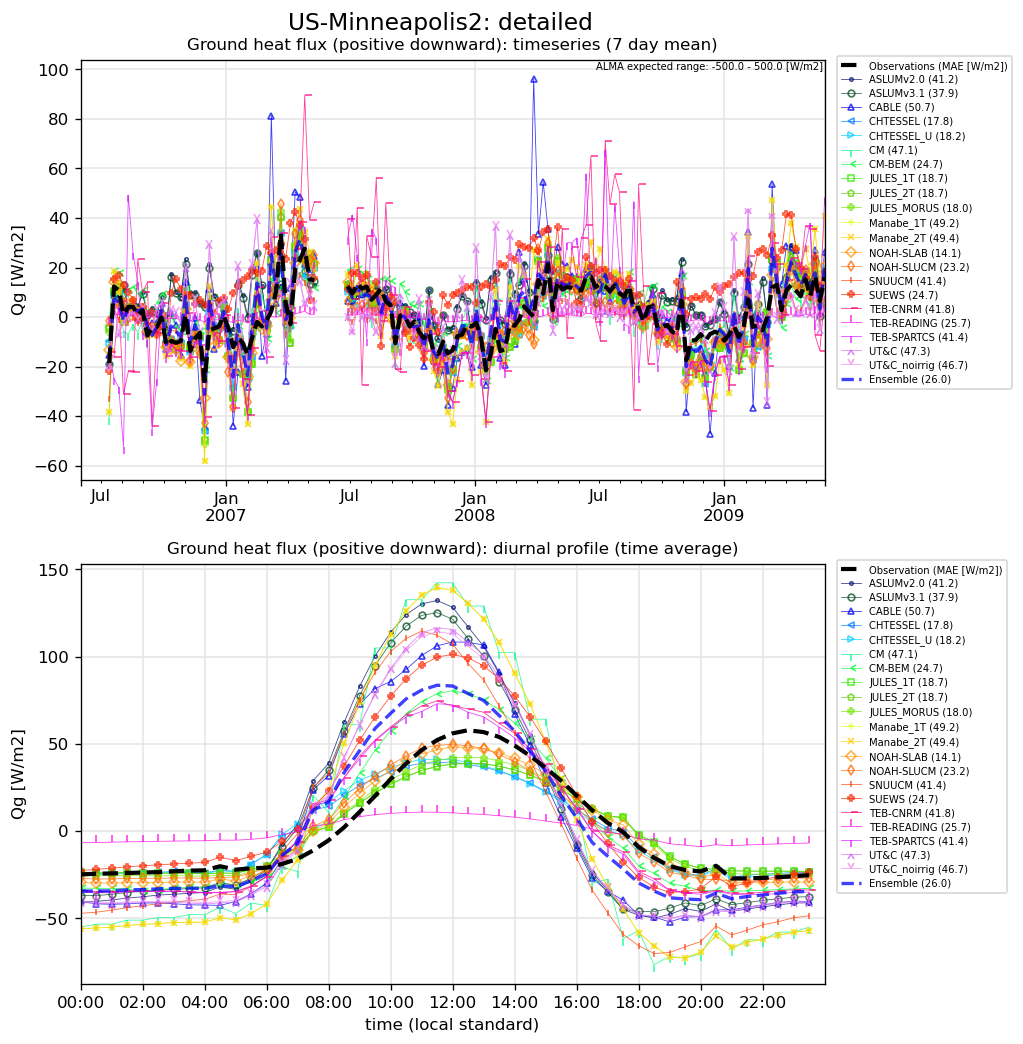 US-Minneapolis2: detailed
Ground heat flux (positive downward): timeseries (7 day mean)
ALMA expected range: -500.0 - 500.0 [W/m2]
Qg [W/m2]
100
80
60
40
20
0
−20
−40
−60
Jul
Jan
2007
Jul
Jan
2008
Jul
Jan
2009
Observations (MAE [W/m2])
ASLUMv2.0 (41.2)
ASLUMv3.1 (37.9)
CABLE (50.7)
CHTESSEL (17.8)
CHTESSEL_U (18.2)
CM (47.1)
CM-BEM (24.7)
JULES_1T (18.7)
JULES_2T (18.7)
JULES_MORUS (18.0)
Manabe_1T (49.2)
Manabe_2T (49.4)
NOAH-SLAB (14.1)
NOAH-SLUCM (23.2)
SNUUCM (41.4)
SUEWS (24.7)
TEB-CNRM (41.8)
TEB-READING (25.7)
TEB-SPARTCS (41.4)
UT&C (47.3)
UT&C_noirrig (46.7)
Ensemble (26.0)
Ground heat flux (positive downward): diurnal profile (time average)
Qg [W/m2]
150
100
50
0
−50
00:00
02:00
04:00
06:00
08:00
10:00
12:00
14:00
16:00
18:00
20:00
22:00
time (local standard)
Observation (MAE [W/m2])
ASLUMv2.0 (41.2)
ASLUMv3.1 (37.9)
CABLE (50.7)
CHTESSEL (17.8)
CHTESSEL_U (18.2)
CM (47.1)
CM-BEM (24.7)
JULES_1T (18.7)
JULES_2T (18.7)
JULES_MORUS (18.0)
Manabe_1T (49.2)
Manabe_2T (49.4)
NOAH-SLAB (14.1)
NOAH-SLUCM (23.2)
SNUUCM (41.4)
SUEWS (24.7)
TEB-CNRM (41.8)
TEB-READING (25.7)
TEB-SPARTCS (41.4)
UT&C (47.3)
UT&C_noirrig (46.7)
Ensemble (26.0)